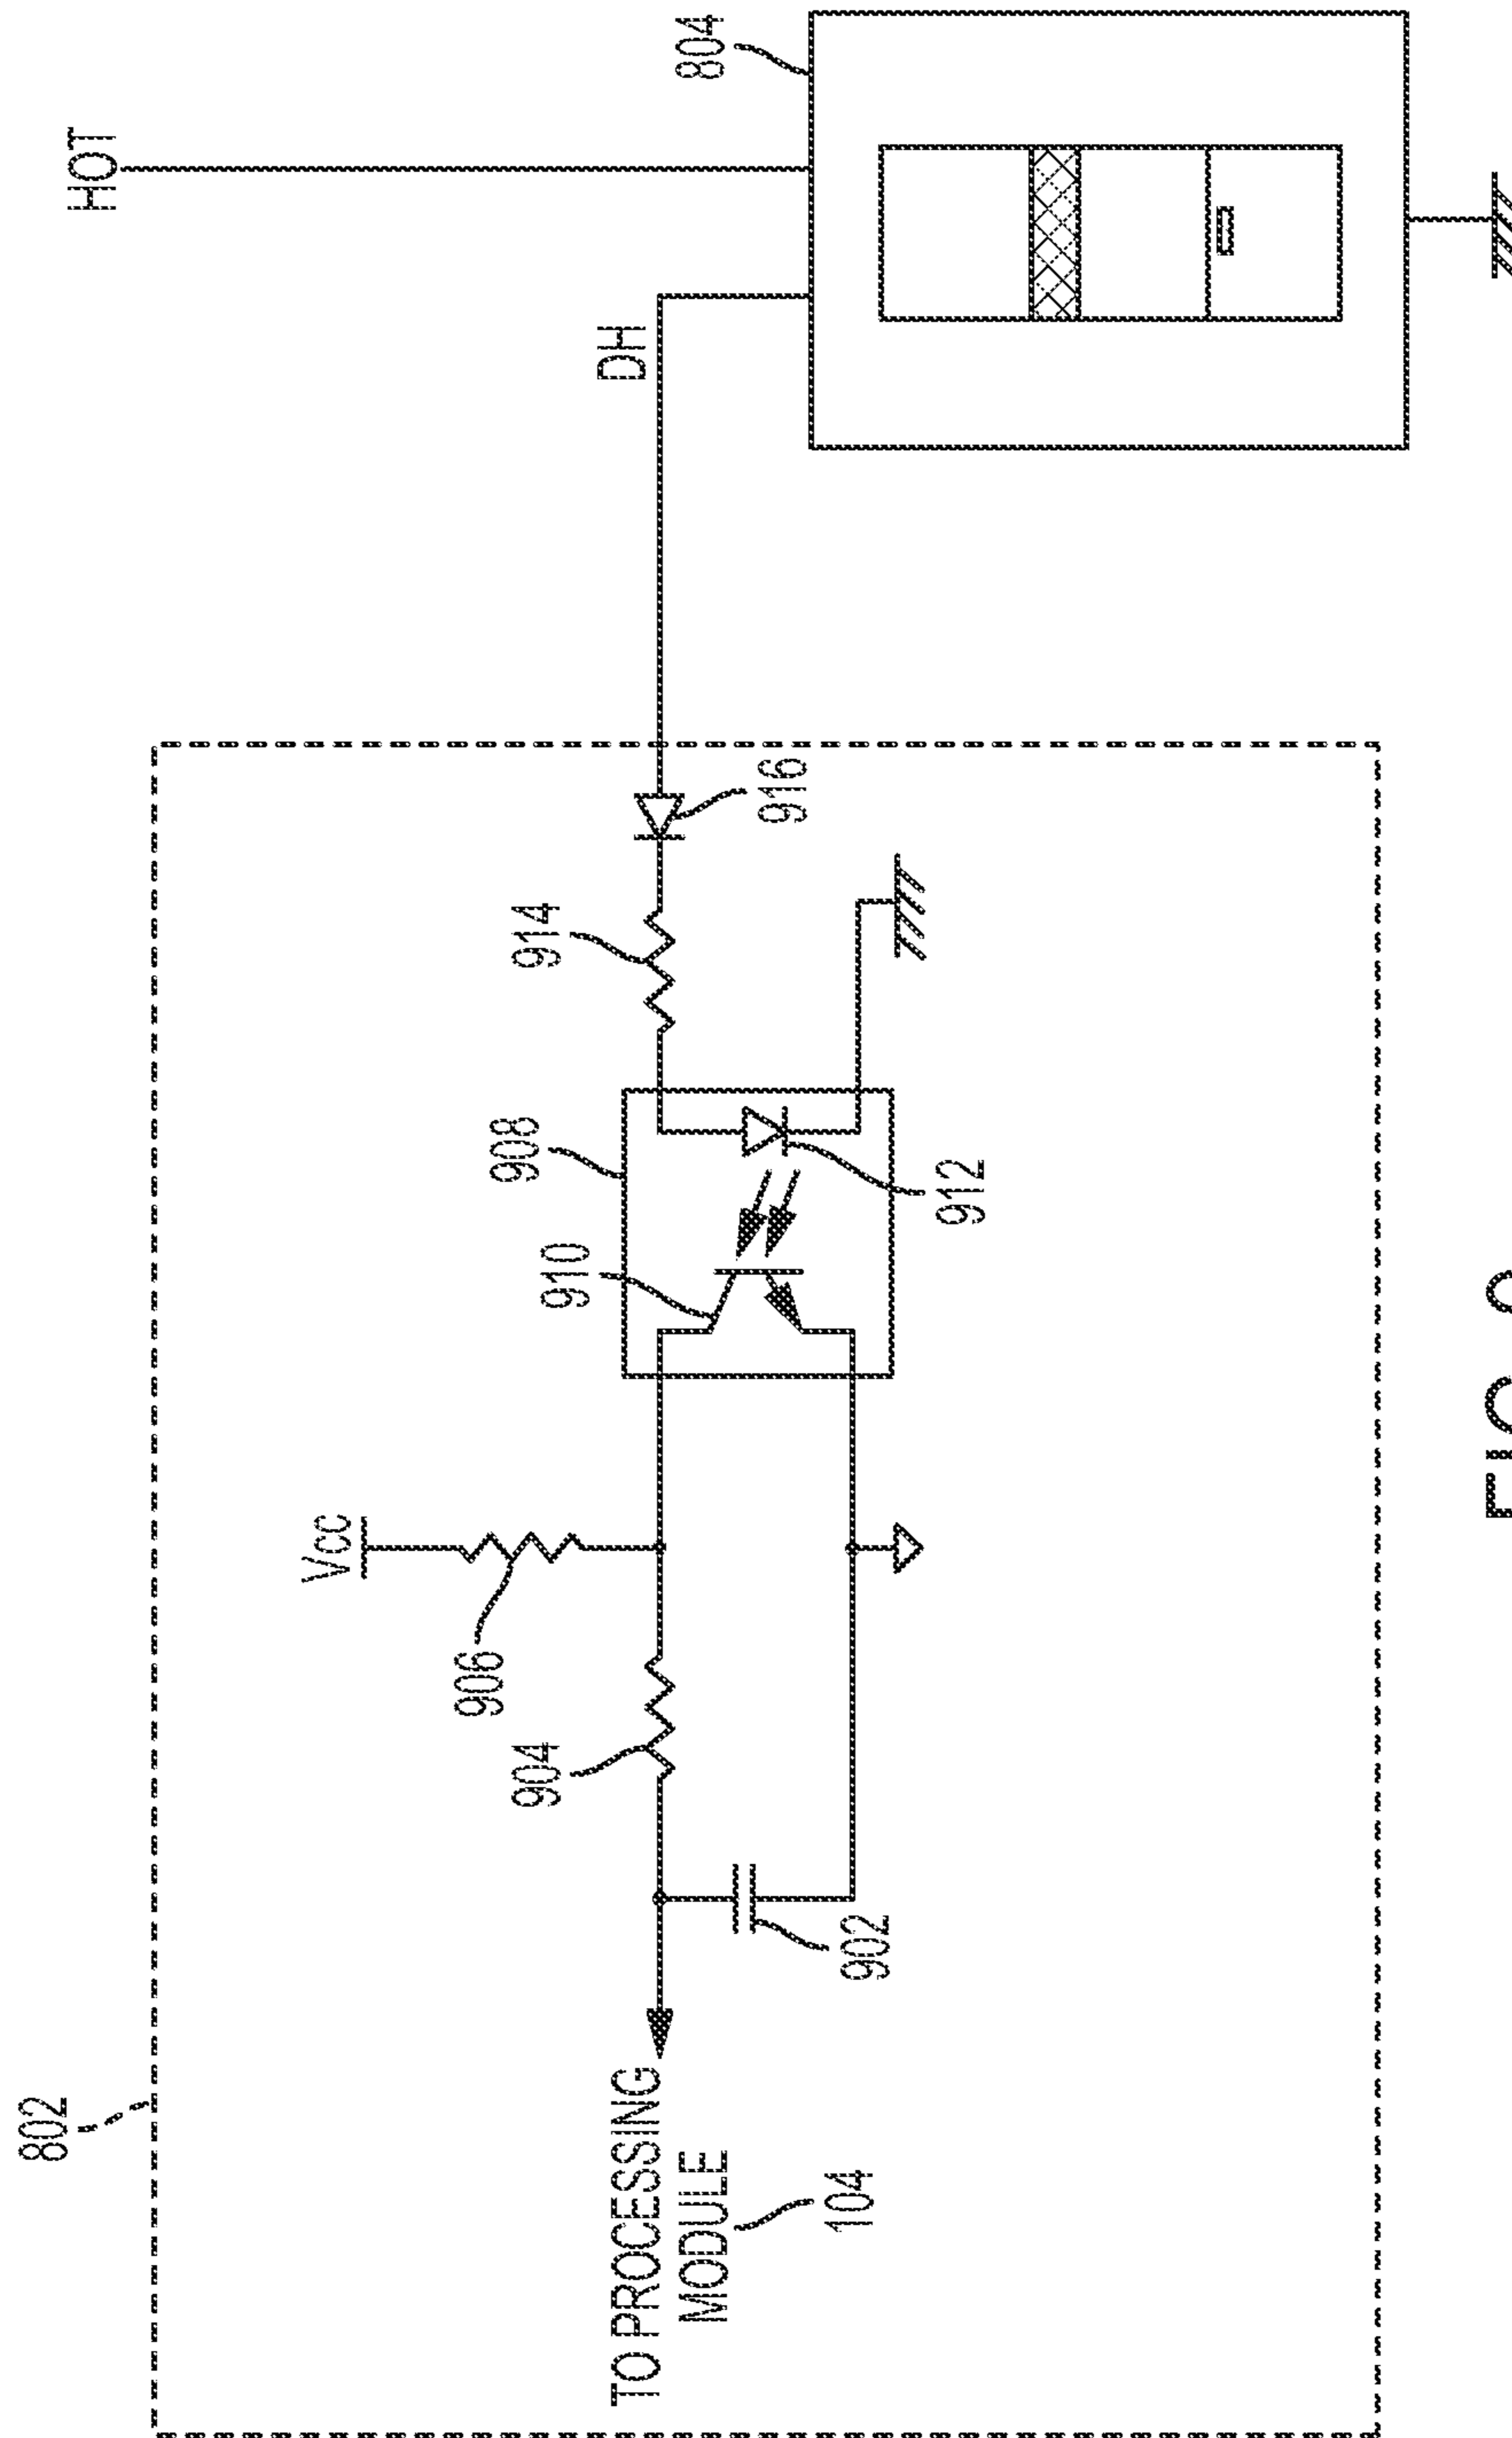 802
HOT
Vcc
906
908
904
914
910
DH
TO PROCESSING
MODULE
804
916
104
902
912